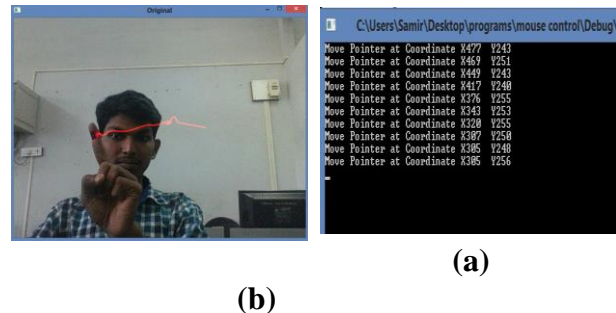 Original
C:\Users\Samir\Desktop\programs\mouse control\Debug\
Move Pointer at Coordinate X477 Y243
Move Pointer at Coordinate X469 Y251
Move Pointer at Coordinate X449 Y243
Move Pointer at Coordinate X417 Y240
Move Pointer at Coordinate X376 Y255
Move Pointer at Coordinate X343 Y253
Move Pointer at Coordinate X320 Y255
Move Pointer at Coordinate X307 Y250
Move Pointer at Coordinate X305 Y248
Move Pointer at Coordinate X305 Y256
(a)
(b)